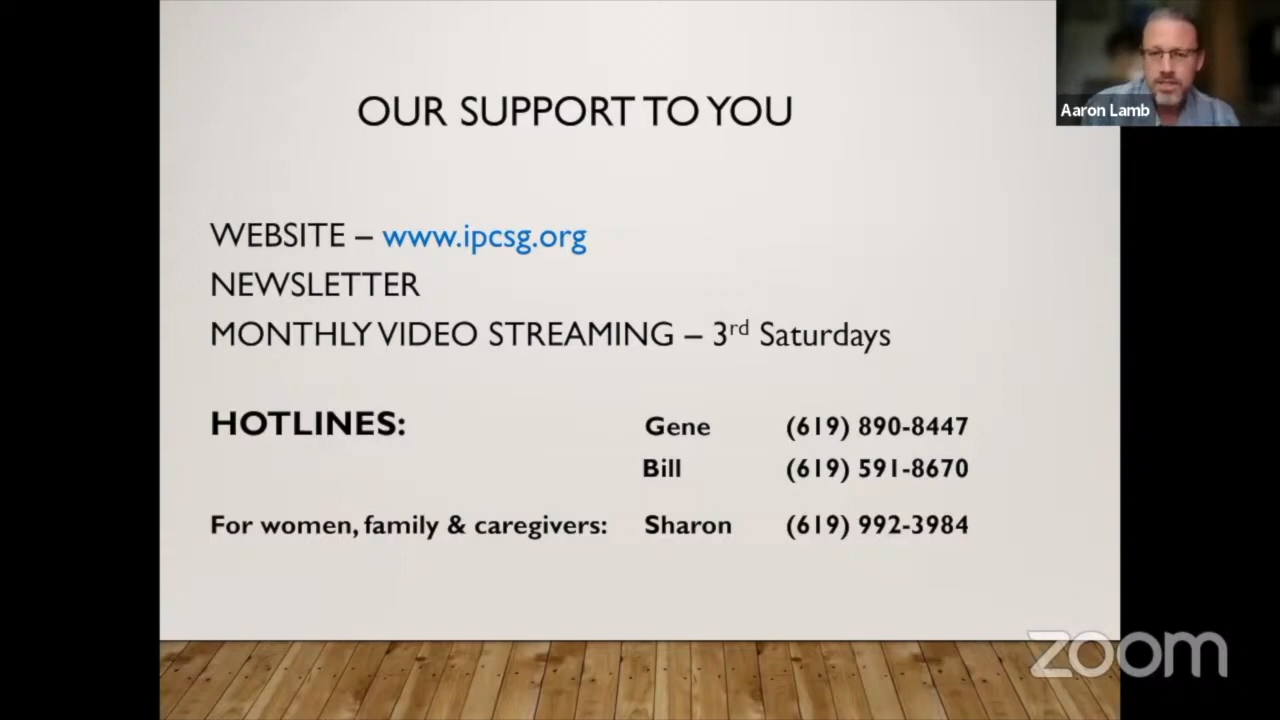 OUR SUPPORT TO YOU
Aaron Lamb
WEBSITE – www.ipcsg.org
NEWSLETTER
MONTHLY VIDEO STREAMING – 3rd Saturdays
HOTLINES: Gene (619) 890-8447
Bill (619) 591-8670
For women, family & caregivers: Sharon (619) 992-3984
zoom